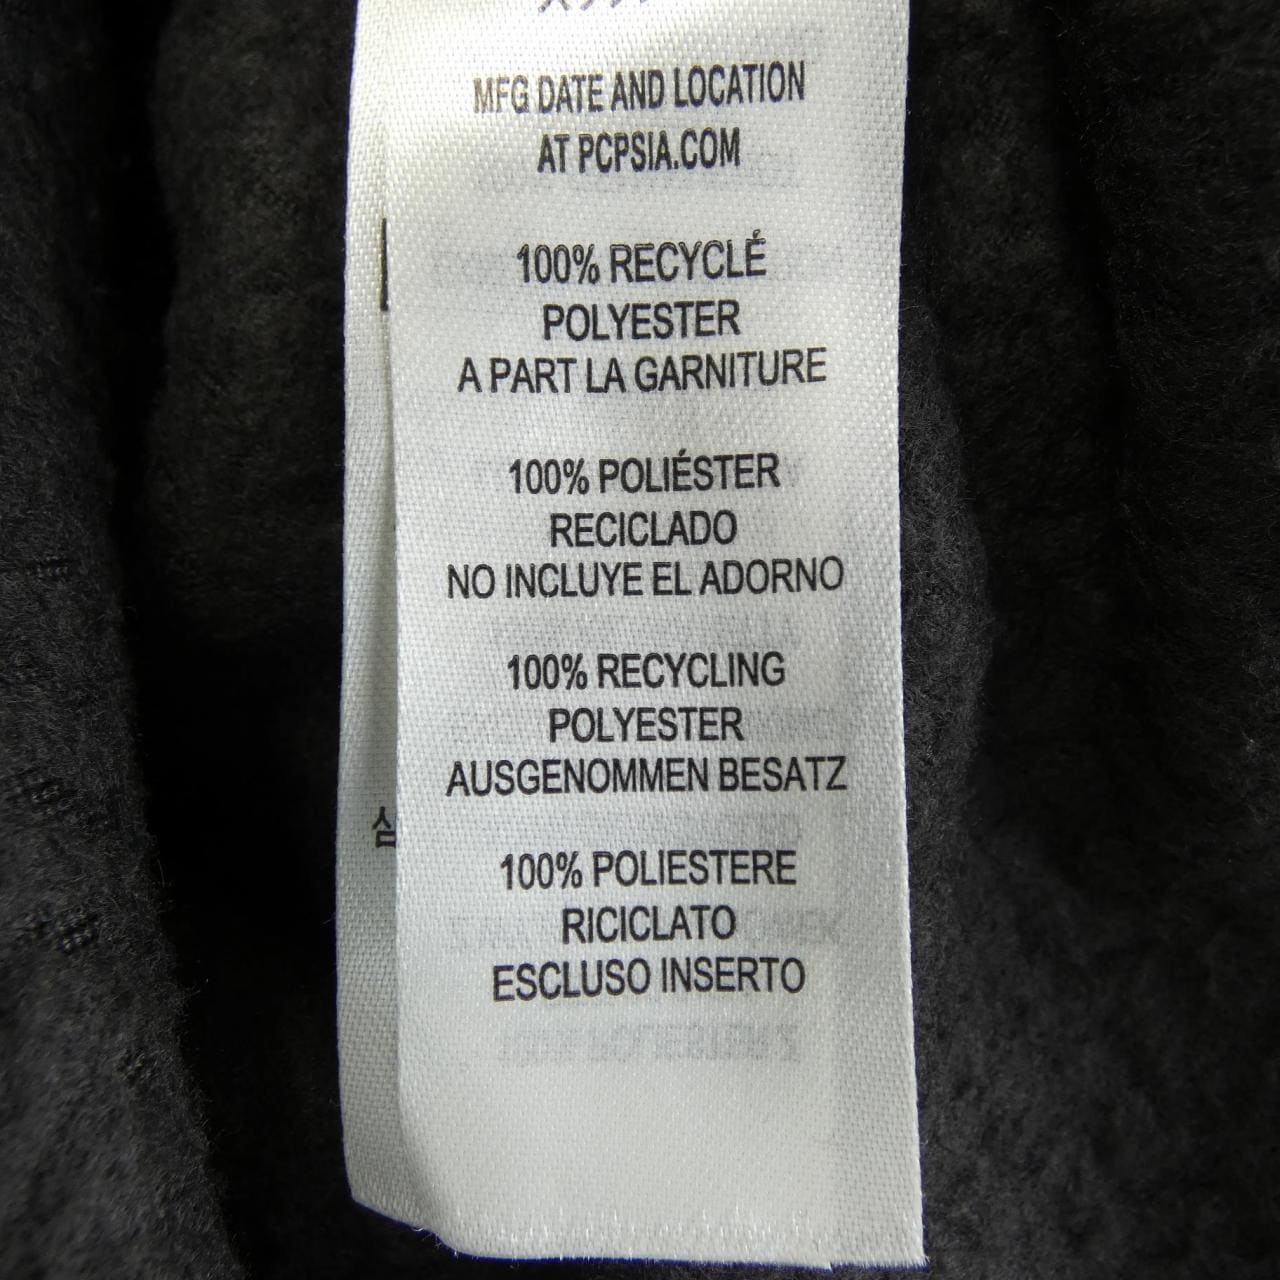 MFG DATE AND LOCATION
AT PCPSIA.COM
100% RECYCLÉ
POLYESTER
A PART LA GARNITURE
100% POLIÉSTER
RECICLADO
NO INCLUYE EL ADORNO
100% RECYCLING
POLYESTER
AUSGENOMMEN BESATZ
심
100% POLIESTERE
RICICLATO
ESCLUSO INSERTO